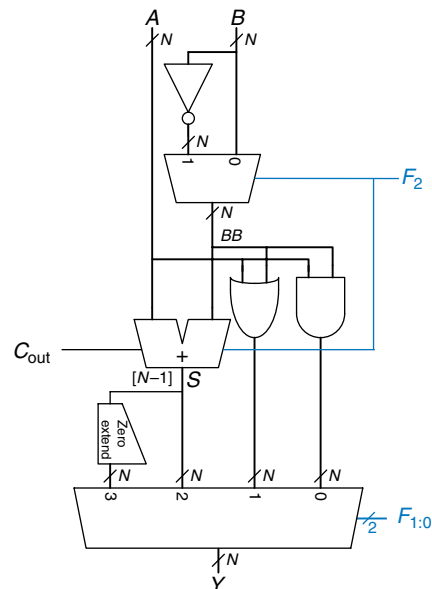 A B
N N
N
1 0
F2
N
BB
Cout
+
[N–1] S
Zero
extend
N N N N
3 2 1 0
2 F1:0
N
Y